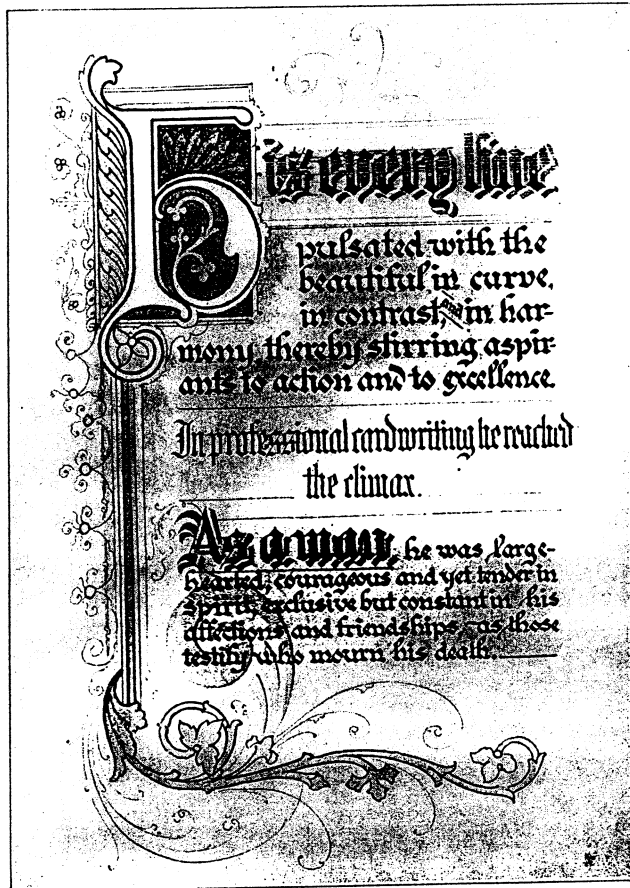 His every line
pulsated with the
beautiful in curve,
in contrast, and in har-
mony thereby stirring aspir-
ants to action and to excellence.
In professional cardwriting he reached
the climax.
As a man, he was large-
hearted, courageous and yet tender in
spirit, exclusive but constant in his
affections and friendships, as those
testify who mourn his death.